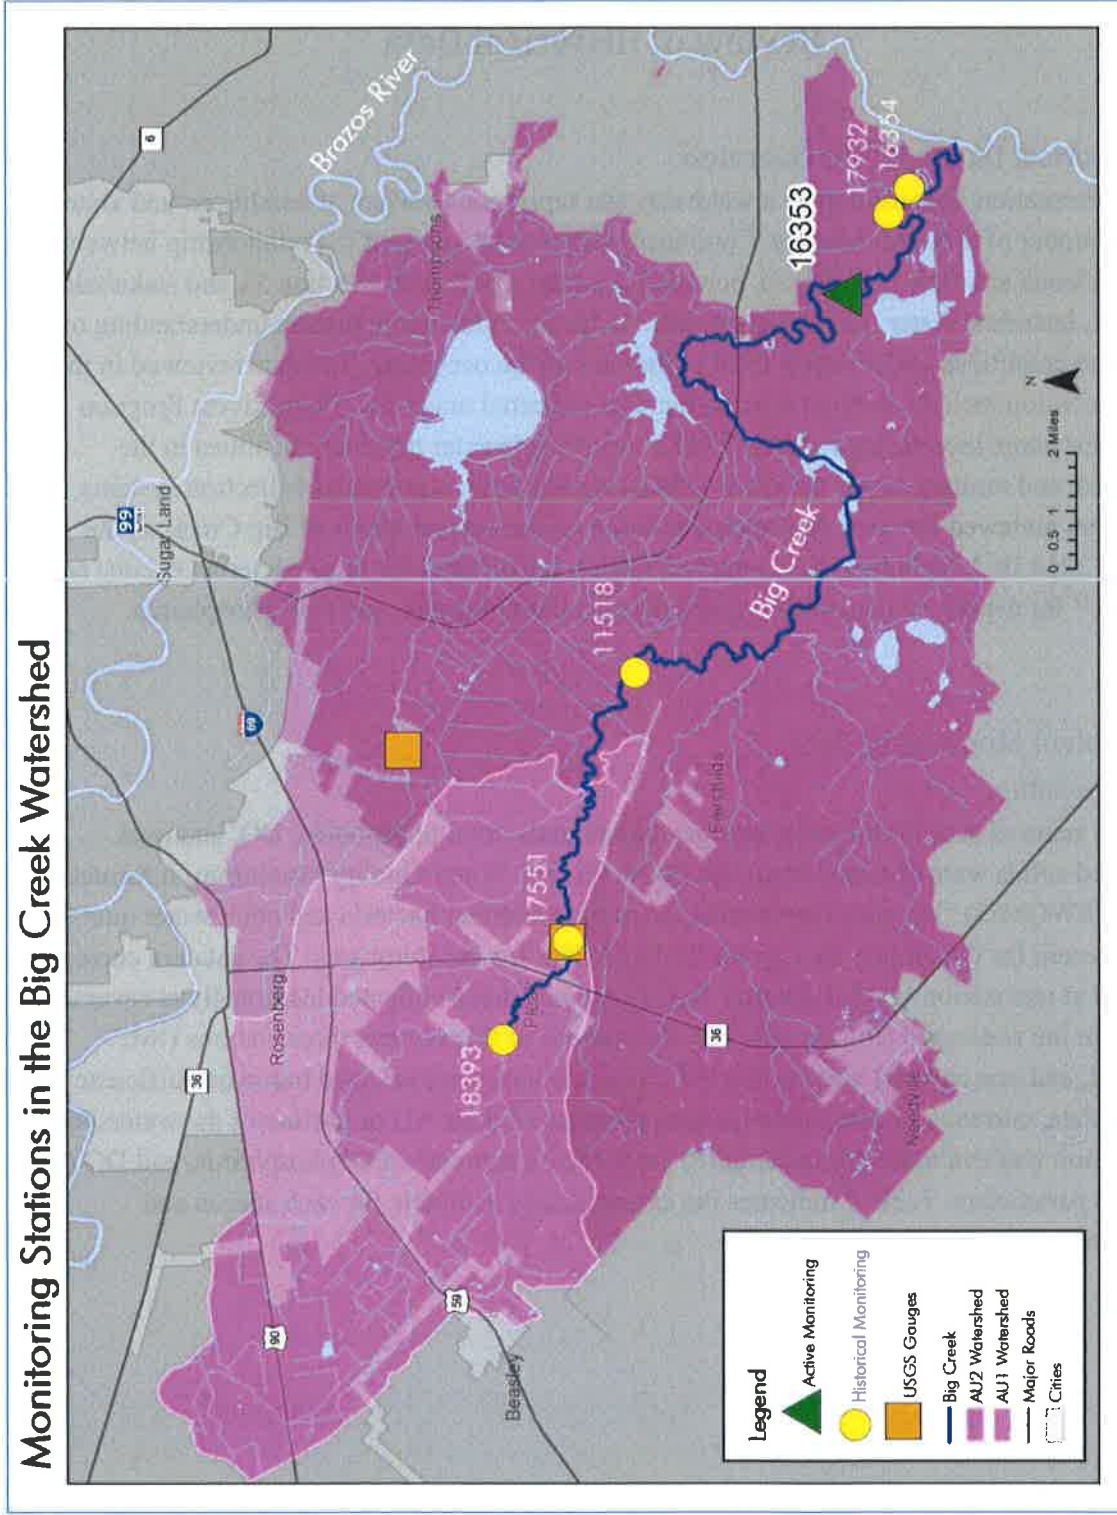 Monitoring Stations in the Big Creek Watershed
6
Brazos River
99
Sugar Land
Thompsons
69
36
Rosenberg
90
59
Beasley
18393
Pleak
17551
11518
Big Creek
Fairchilds
36
Needville
16353
17932
16354
N
0 0.5 1 2 Miles
Legend
Active Monitoring
Historical Monitoring
USGS Gauges
Big Creek
AU2 Watershed
AU1 Watershed
Major Roads
Cities